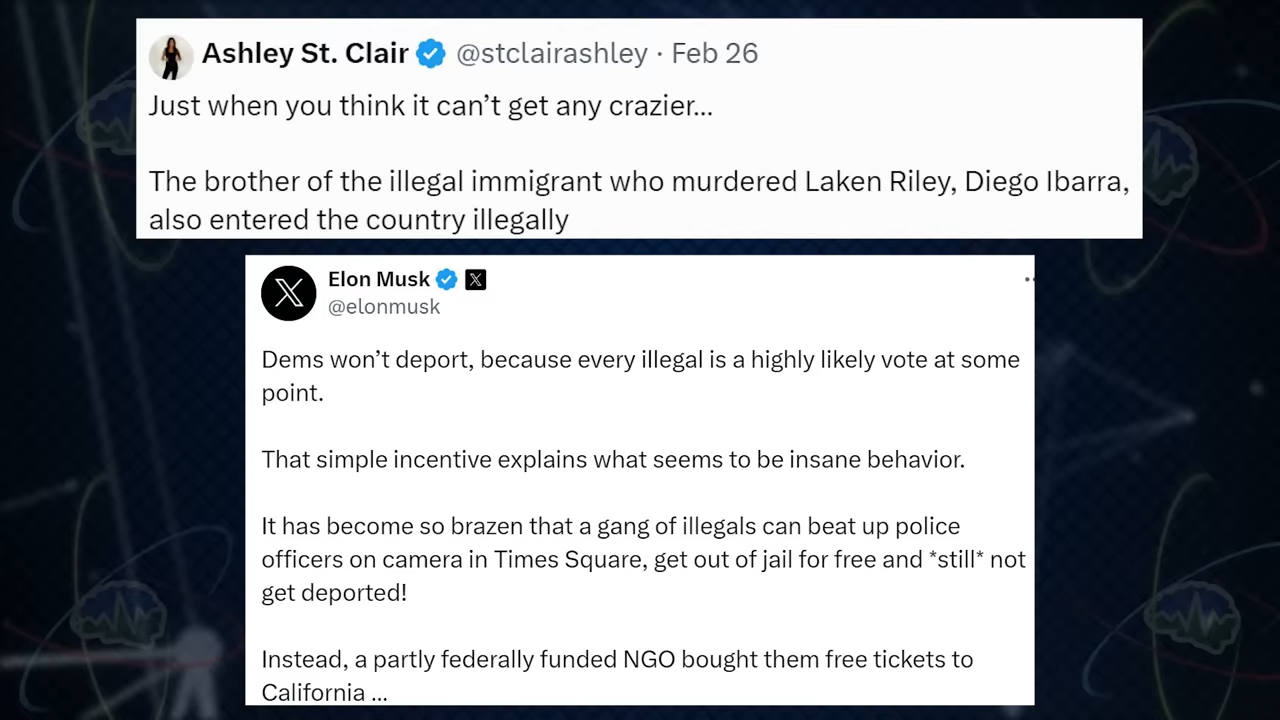 Ashley St. Clair @stclairashley · Feb 26
Just when you think it can’t get any crazier...
The brother of the illegal immigrant who murdered Laken Riley, Diego Ibarra,
also entered the country illegally
Elon Musk
@elonmusk
Dems won’t deport, because every illegal is a highly likely vote at some
point.
That simple incentive explains what seems to be insane behavior.
It has become so brazen that a gang of illegals can beat up police
officers on camera in Times Square, get out of jail for free and *still* not
get deported!
Instead, a partly federally funded NGO bought them free tickets to
California ...